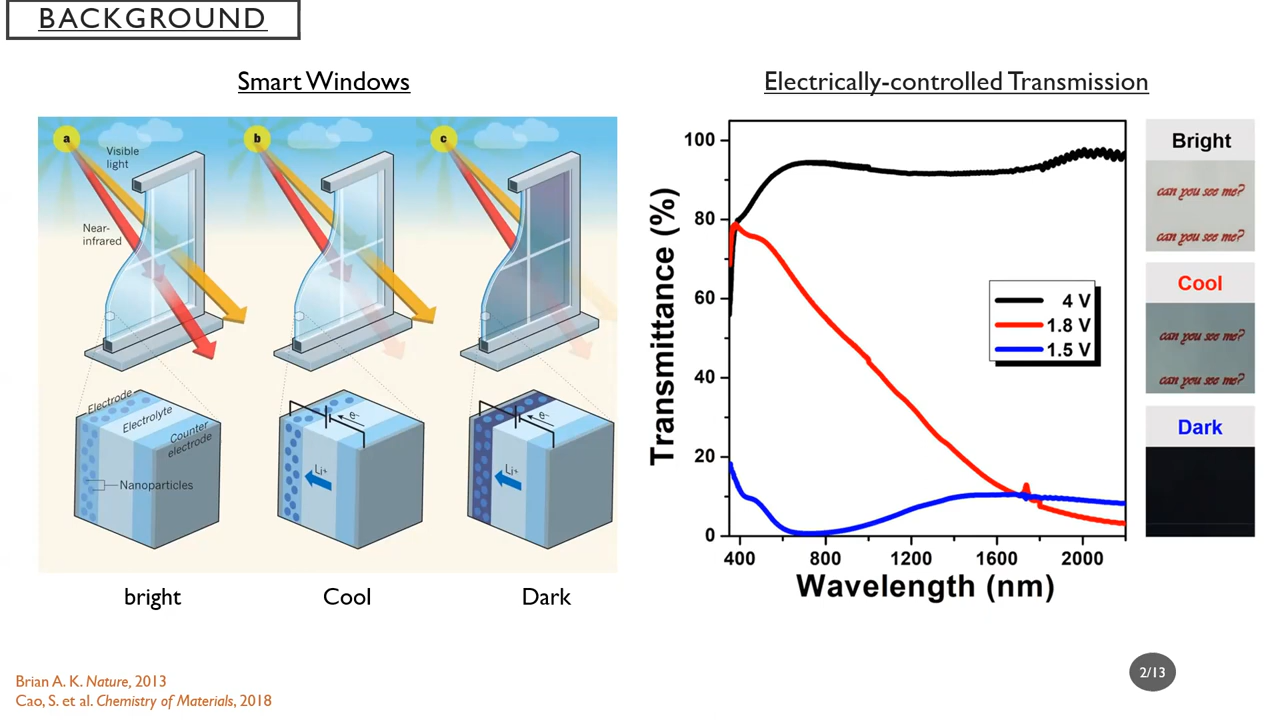 BACKGROUND
Smart Windows
a
b
c
Visible
light
Near-
infrared
Electrode
Electrolyte
Counter
electrode
Nanoparticles
e-
Li+
e-
Li+
bright
Cool
Dark
Electrically-controlled Transmission
Transmittance (%)
100
80
60
40
20
0
400
800
1200
1600
2000
Wavelength (nm)
4 V
1.8 V
1.5 V
Bright
can you see me?
can you see me?
Cool
can you see me?
can you see me?
Dark
Brian A. K. Nature, 2013
Cao, S. et al. Chemistry of Materials, 2018
2/13